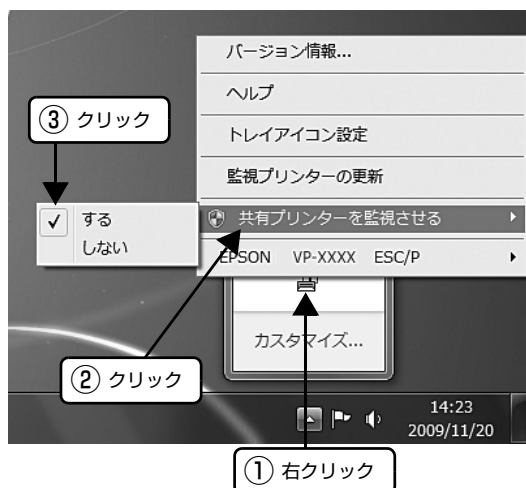 バージョン情報...
ヘルプ
トレイアイコン設定
監視プリンターの更新
共有プリンターを監視させる
EPSON VP-XXXX ESC/P
③ クリック
する
しない
カスタマイズ...
② クリック
14:23
2009/11/20
① 右クリック